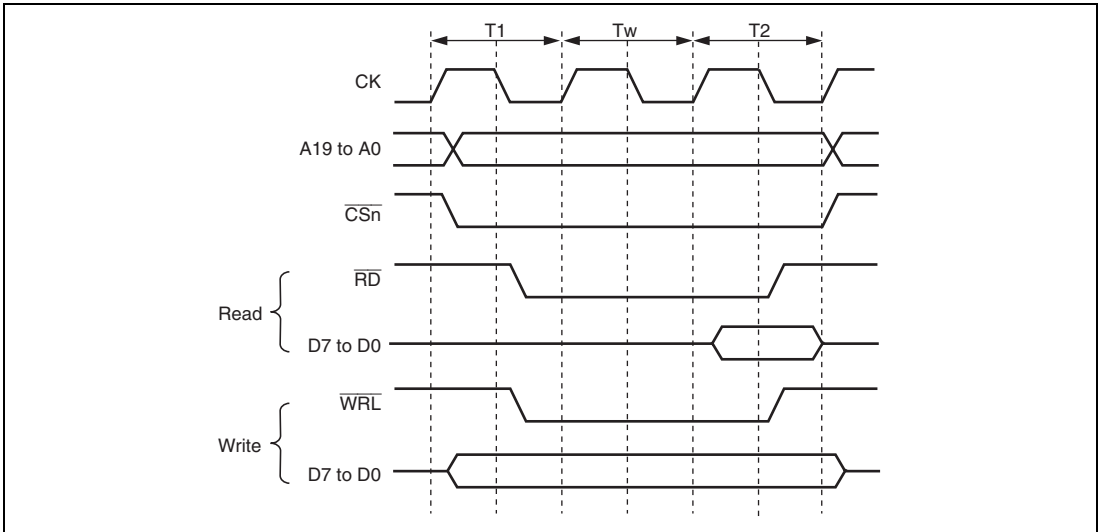 T1 Tw T2
CK
A19 to A0
CSn
RD
Read
D7 to D0
WRL
Write
D7 to D0